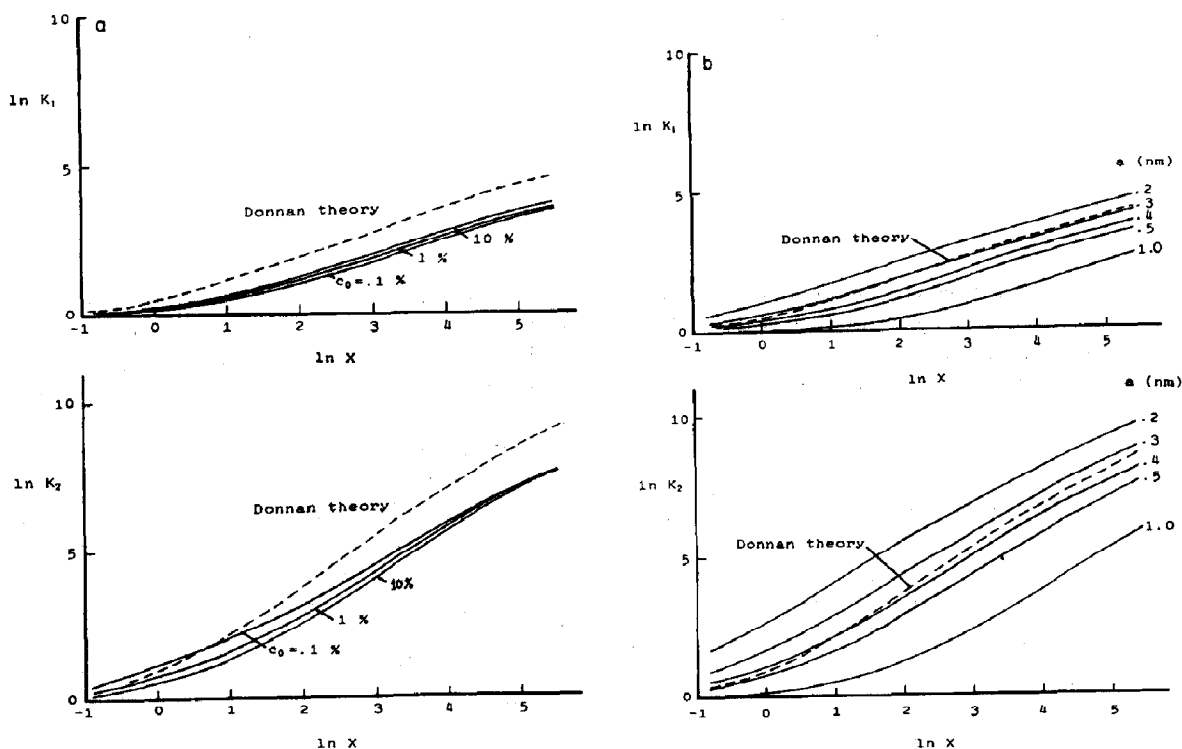 a
10
5
0
ln K₁
Donnan theory
10 %
1 %
c₀=.1 %
-1 0 1 2 3 4 5
ln X
b
10
5
0
ln K₁
a (nm)
Donnan theory
.2
.3
.4
.5
1.0
-1 0 1 2 3 4 5
ln X
10
5
0
ln K₂
Donnan theory
10%
1 %
c₀=.1 %
-1 0 1 2 3 4 5
ln X
a (nm)
10
5
0
ln K₂
Donnan theory
.2
.3
.4
.5
1.0
-1 0 1 2 3 4 5
ln X